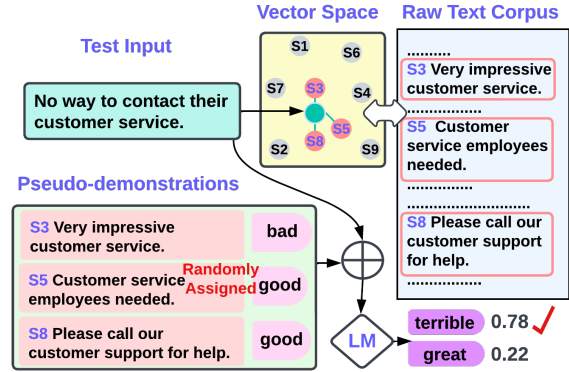 Vector Space
Raw Text Corpus
Test Input
No way to contact their
customer service.
S1
S6
S7
S3
S4
S5
S8
S2
S9
..........
S3 Very impressive
customer service.
.................
S5 Customer
service employees
needed.
...............
............................
S8 Please call our
customer support
for help.
.................
Pseudo-demonstrations
S3 Very impressive
customer service.
bad
S5 Customer service
employees needed.
Randomly
Assigned
good
S8 Please call our
customer support for help.
good
LM
terrible 0.78
great 0.22